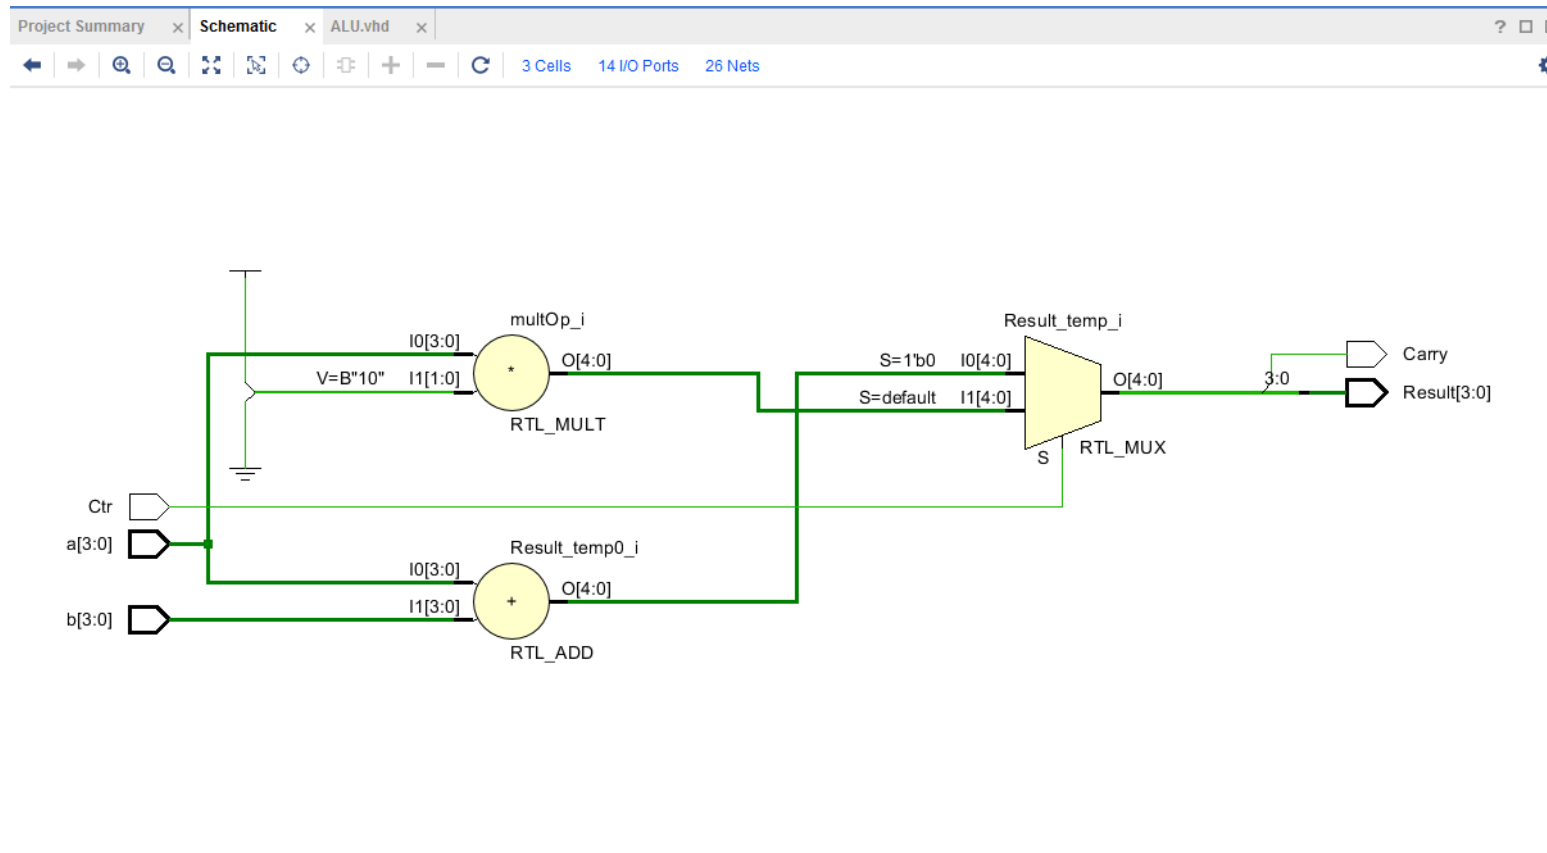 Project Summary × Schematic × ALU.vhd ×
?
3 Cells 14 I/O Ports 26 Nets
multOp_i
I0[3:0]
O[4:0]
V=B"10" I1[1:0]
*
RTL_MULT
Result_temp_i
S=1'b0 I0[4:0]
S=default I1[4:0]
O[4:0]
S
RTL_MUX
3:0
Carry
Result[3:0]
Ctr
a[3:0]
b[3:0]
Result_temp0_i
I0[3:0]
O[4:0]
I1[3:0]
+
RTL_ADD